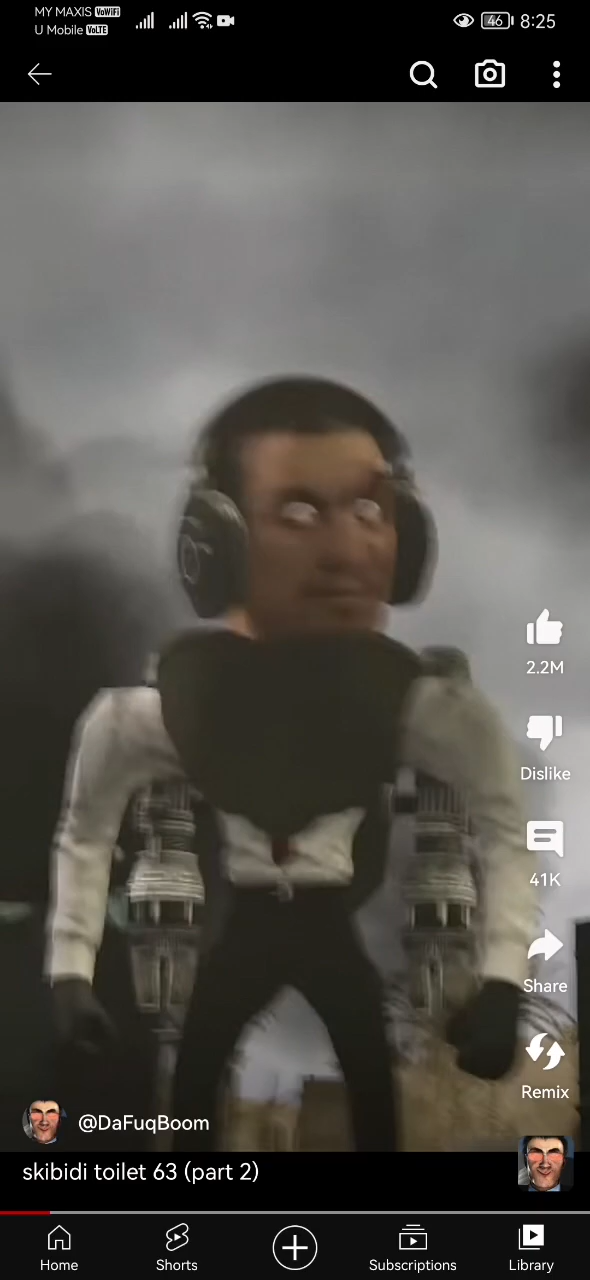 MY MAXIS VoWiFi
U Mobile VoLTE
46
8:25
2.2M
Dislike
41K
Share
Remix
@DaFuqBoom
skibidi toilet 63 (part 2)
Home
Shorts
Subscriptions
Library